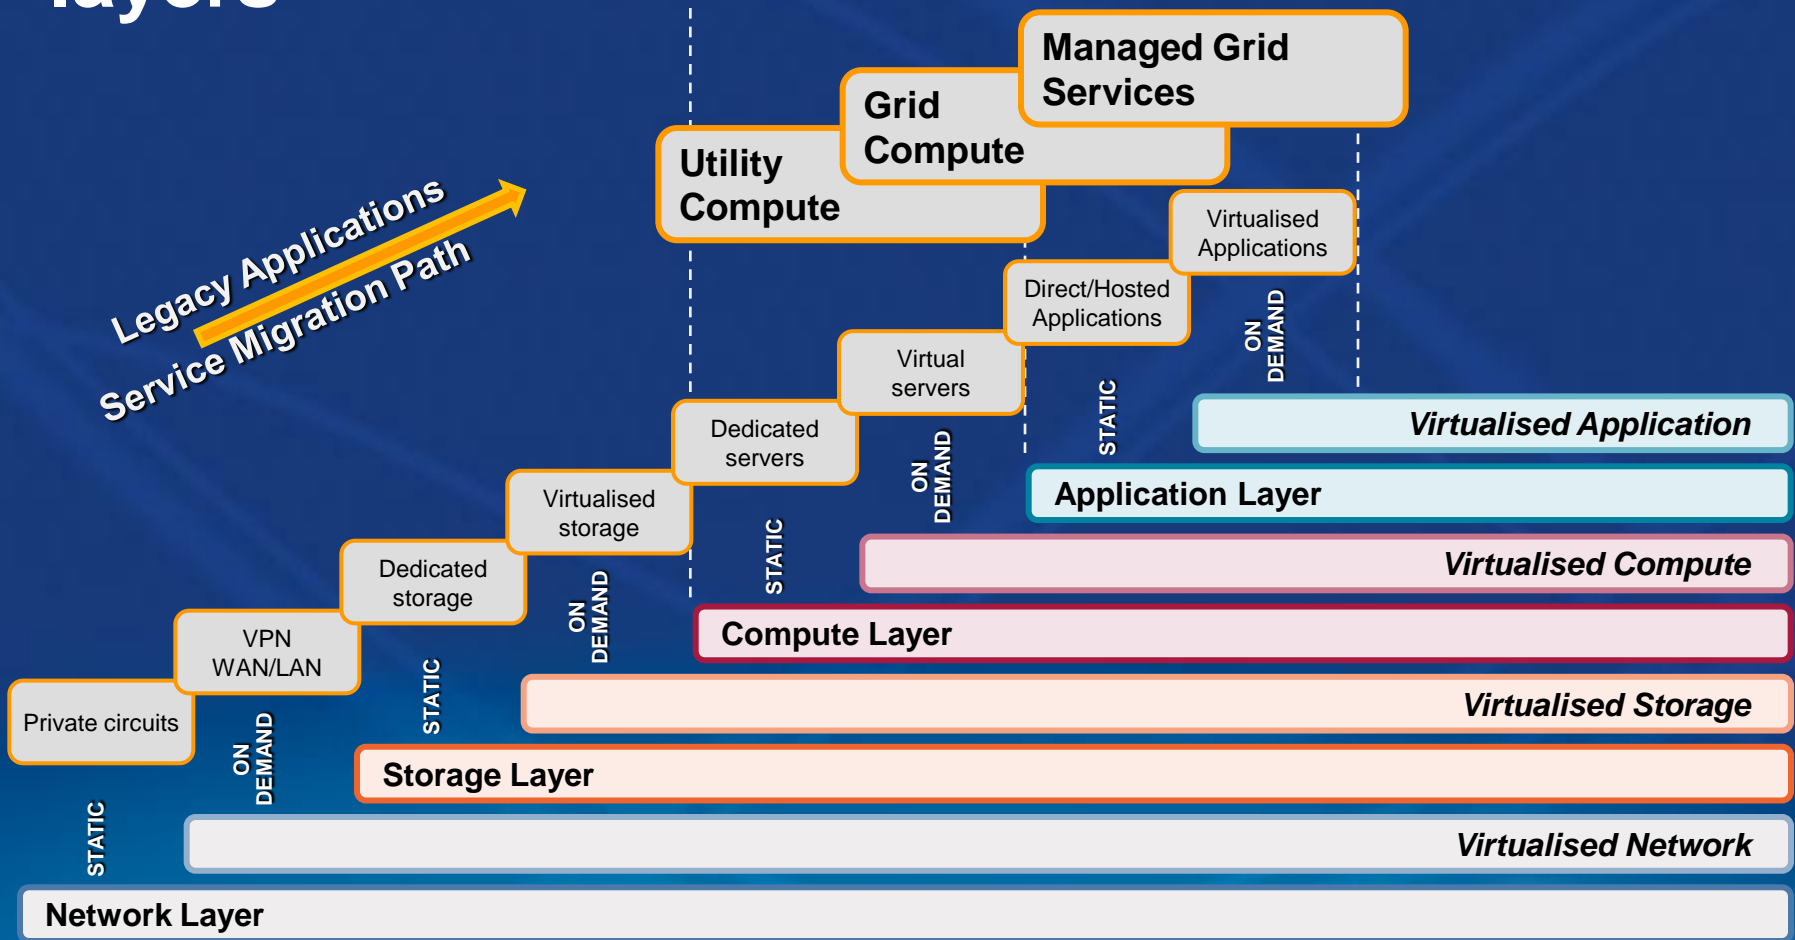 layers
Managed Grid
Services
Grid
Compute
Utility
Compute
Legacy Applications
Service Migration Path
Virtualised
Applications
Direct/Hosted
Applications
ON
DEMAND
Virtual
servers
STATIC
Virtualised Application
Dedicated
servers
ON
DEMAND
Application Layer
Virtualised
storage
STATIC
Virtualised Compute
Dedicated
storage
ON
DEMAND
Compute Layer
VPN
WAN/LAN
STATIC
Virtualised Storage
Private circuits
ON
DEMAND
Storage Layer
STATIC
Virtualised Network
Network Layer